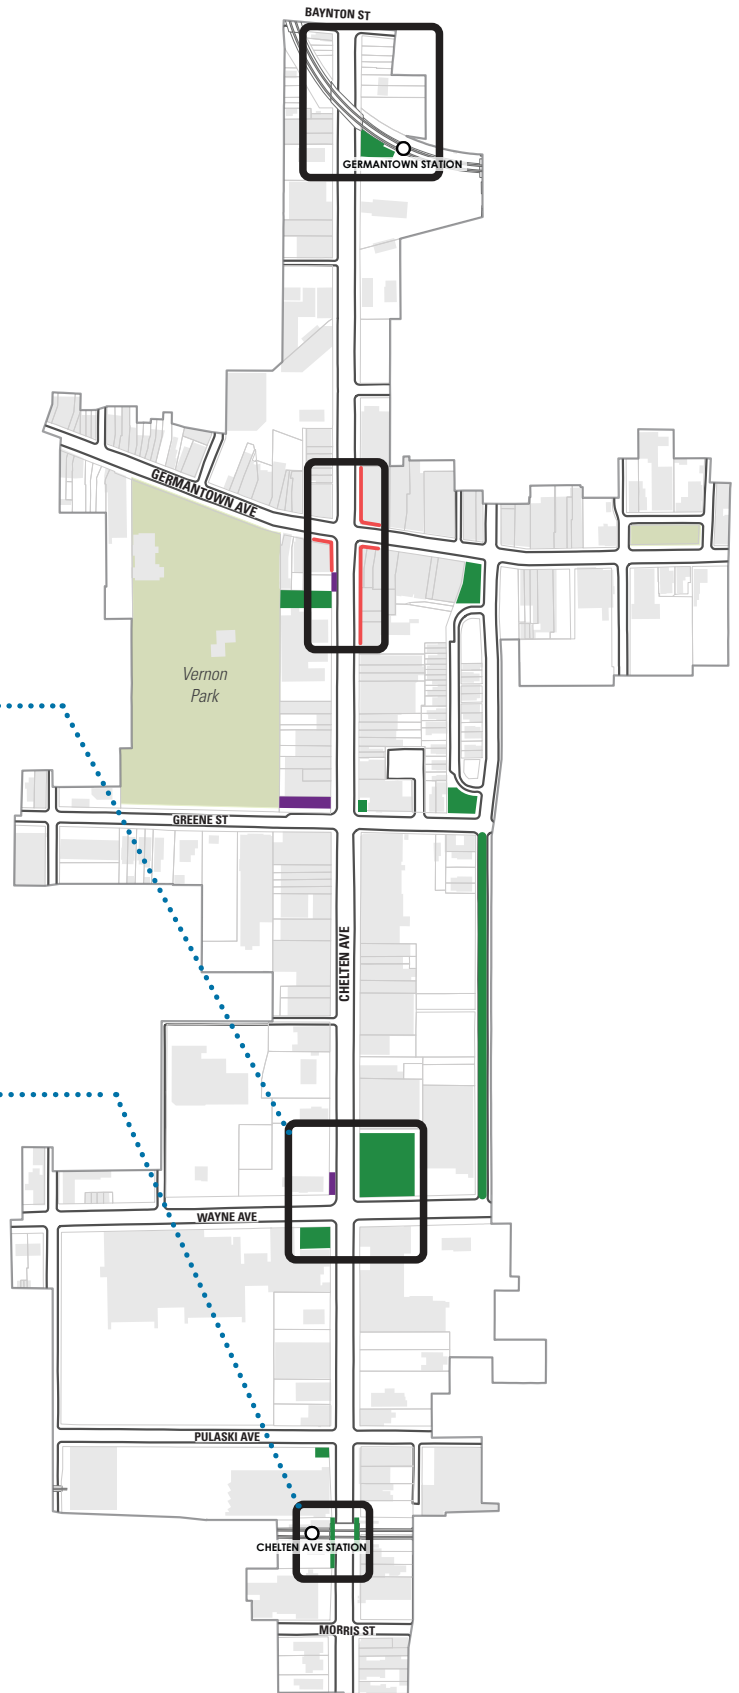 BAYNTON ST
GERMANTOWN STATION
GERMANTOWN AVE
Vernon
Park
GREENE ST
CHELTEN AVE
WAYNE AVE
PULASKI AVE
CHELTEN AVE STATION
MORRIS ST